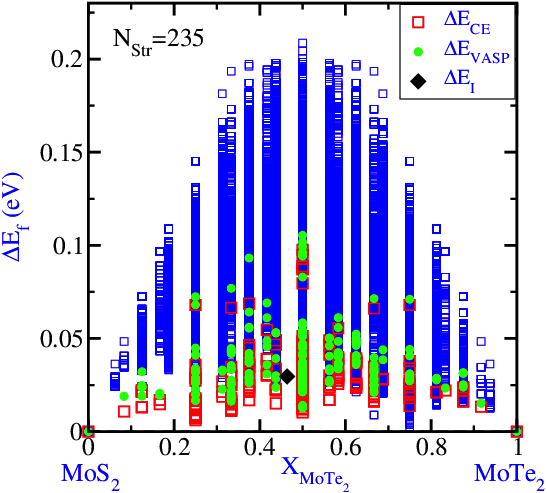 N_Str=235
ΔE_CE
ΔE_VASP
ΔE_I
0.2
0.15
0.1
0.05
0
ΔE_f (eV)
0 0.2 0.4 0.6 0.8 1
MoS_2 X_MoTe_2 MoTe_2